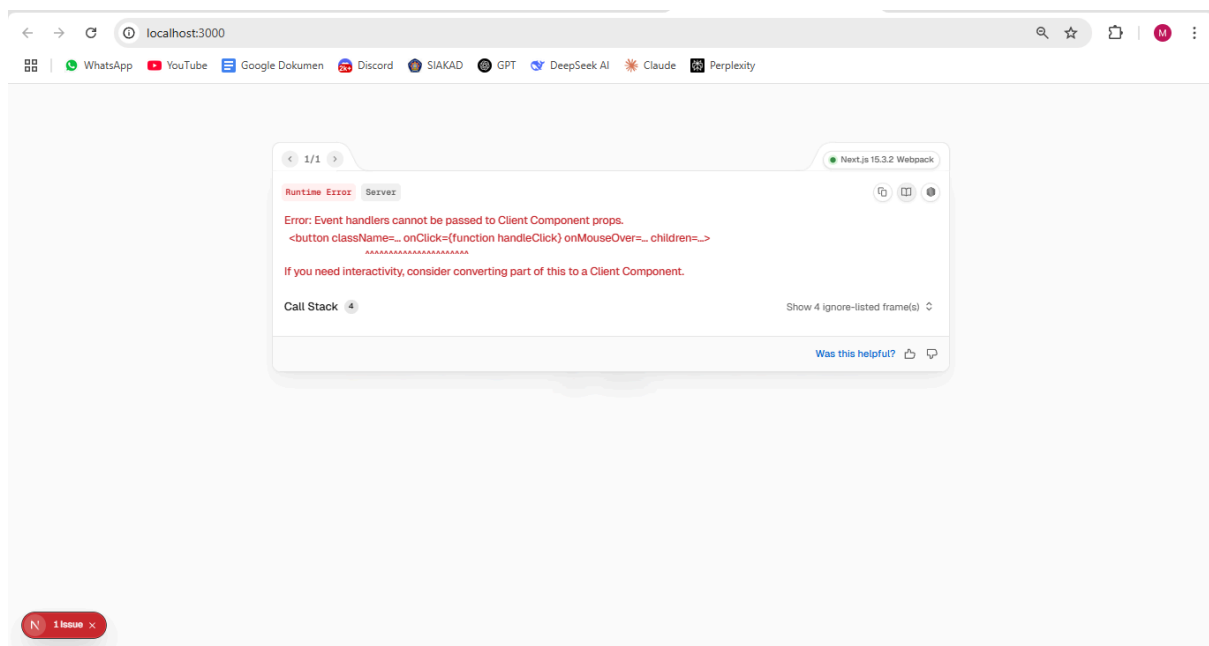 localhost:3000
M
WhatsApp YouTube Google Dokumen Discord SIAKAD GPT DeepSeek AI Claude Perplexity
1/1
Next.js 15.3.2 Webpack
Runtime Error Server
Error: Event handlers cannot be passed to Client Component props.
<button className=… onClick={function handleClick} onMouseOver=… children=…>
^^^^^^^^^^^^^^^^^^^^^^
If you need interactivity, consider converting part of this to a Client Component.
Call Stack 4
Show 4 ignore-listed frame(s)
Was this helpful?
N 1 Issue ×